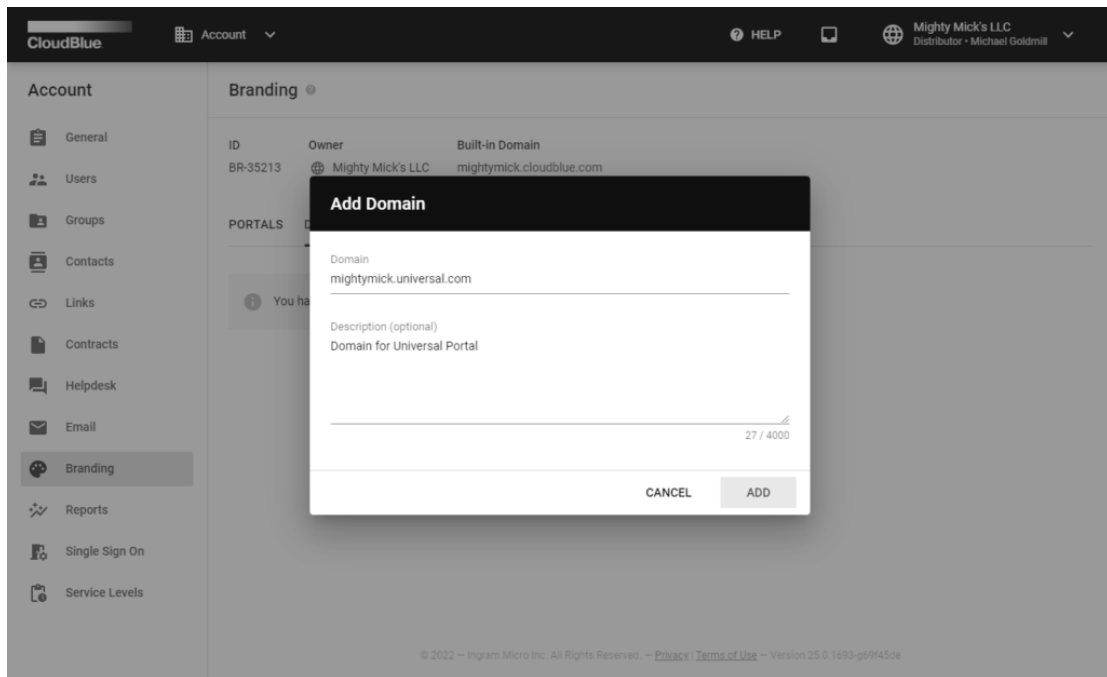 CloudBlue
Account
HELP
Mighty Mick's LLC
Distributor • Michael Goldmill
Account
General
Users
Groups
Contacts
Links
Contracts
Helpdesk
Email
Branding
Reports
Single Sign On
Service Levels
Branding
ID Owner Built-in Domain
BR-35213 Mighty Mick's LLC mightymick.cloudblue.com
PORTALS D
You ha
Add Domain
Domain
mightymick.universal.com
Description (optional)
Domain for Universal Portal
27 / 4000
CANCEL ADD
© 2022 — Ingram Micro Inc. All Rights Reserved. — Privacy | Terms of Use — Version 25.0.1693-g69f45de